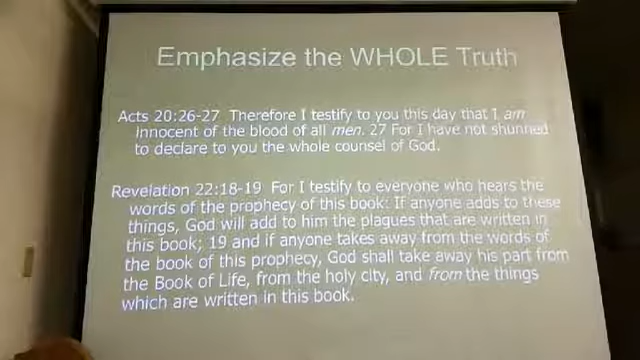 Emphasize the WHOLE Truth
Acts 20:26-27 Therefore I testify to you this day that I am
innocent of the blood of all men. 27 For I have not shunned
to declare to you the whole counsel of God.
Revelation 22:18-19 For I testify to everyone who hears the
words of the prophecy of this book: If anyone adds to these
things, God will add to him the plagues that are written in
this book; 19 and if anyone takes away from the words of
the book of this prophecy, God shall take away his part from
the Book of Life, from the holy city, and from the things
which are written in this book.